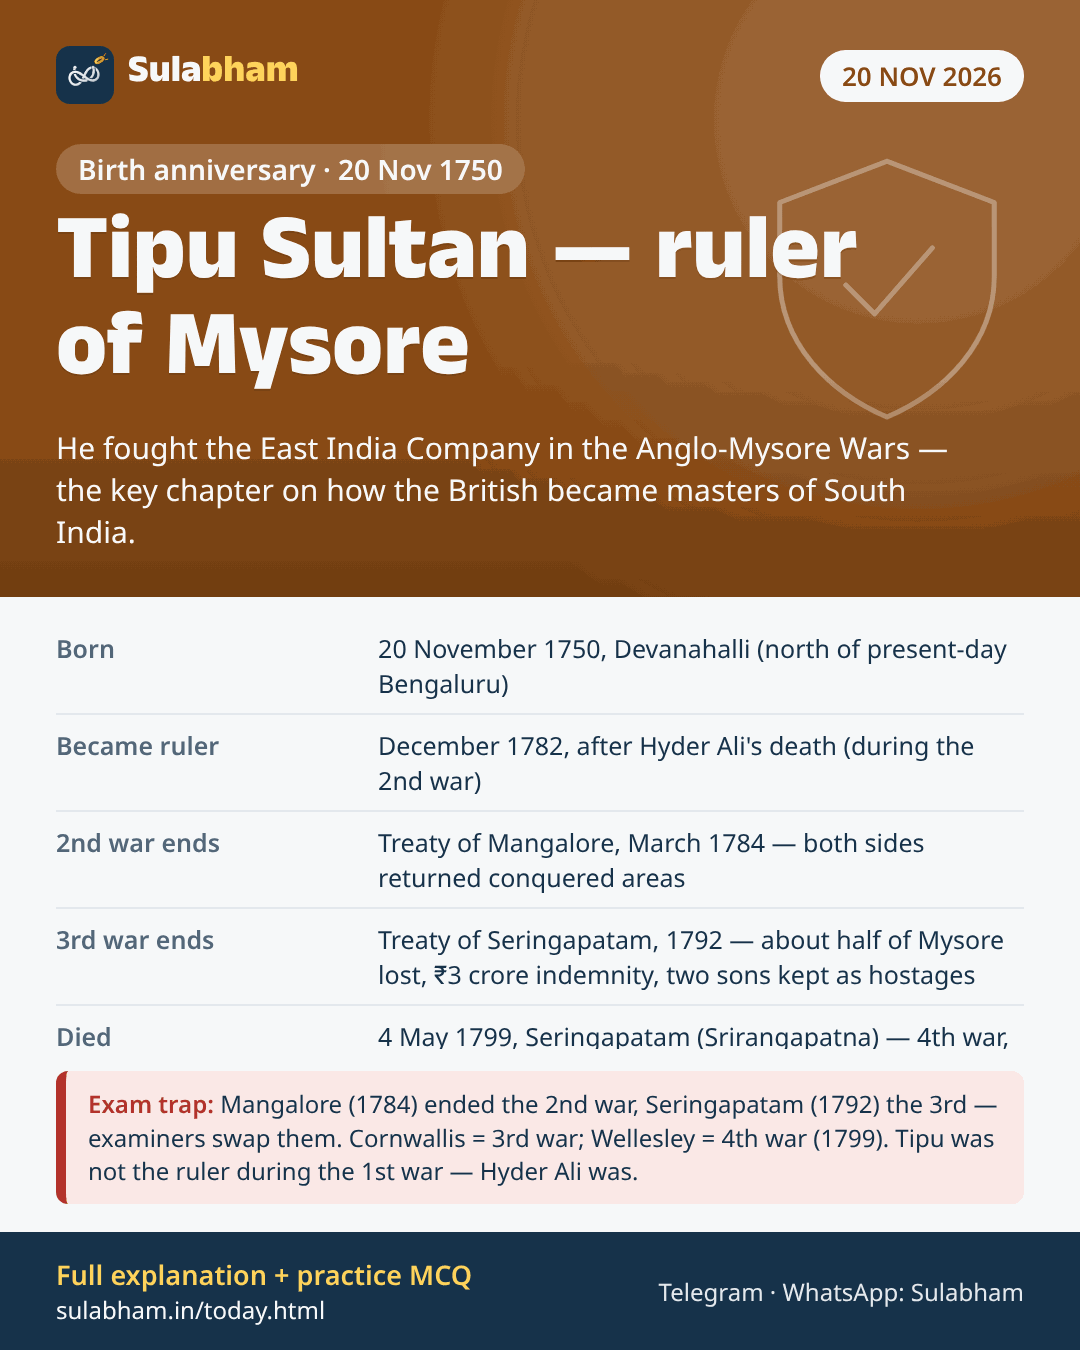 Sulabham
20 NOV 2026
Birth anniversary · 20 Nov 1750
Tipu Sultan — ruler
of Mysore
He fought the East India Company in the Anglo-Mysore Wars —
the key chapter on how the British became masters of South
India.
Born
20 November 1750, Devanahalli (north of present-day
Bengaluru)
Became ruler
December 1782, after Hyder Ali's death (during the
2nd war)
2nd war ends
Treaty of Mangalore, March 1784 — both sides
returned conquered areas
3rd war ends
Treaty of Seringapatam, 1792 — about half of Mysore
lost, ₹3 crore indemnity, two sons kept as hostages
Died
4 May 1799, Seringapatam (Srirangapatna) — 4th war,
Exam trap: Mangalore (1784) ended the 2nd war, Seringapatam (1792) the 3rd —
examiners swap them. Cornwallis = 3rd war; Wellesley = 4th war (1799). Tipu was
not the ruler during the 1st war — Hyder Ali was.
Full explanation + practice MCQ
sulabham.in/today.html
Telegram · WhatsApp: Sulabham